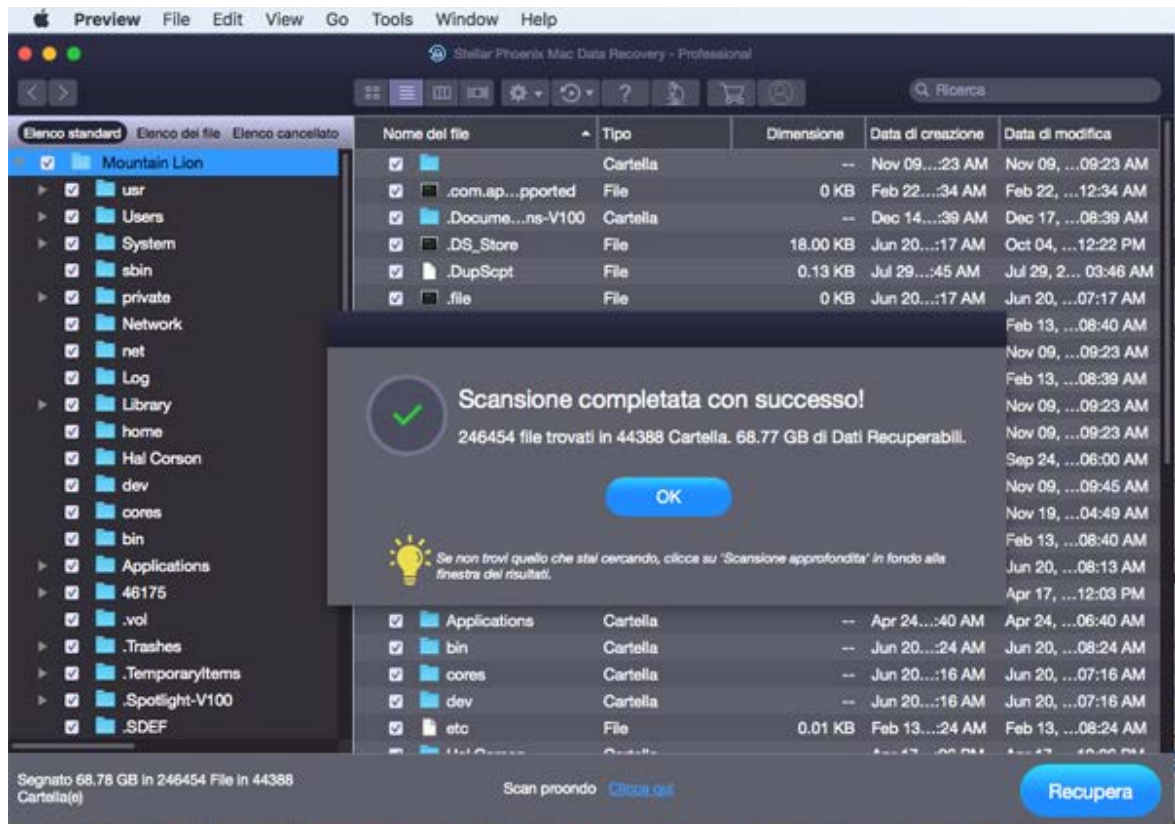 Preview File Edit View Go Tools Window Help
Stellar Phoenix Mac Data Recovery - Professional
Ricerca
Elenco standard Elenco dei file Elenco cancellato
Nome del file Tipo Dimensione Data di creazione Data di modifica
Mountain Lion
usr
Users
System
sbin
private
Network
net
Log
Library
home
Hal Corson
dev
cores
bin
Applications
46175
.vol
.Trashes
.TemporaryItems
.Spotlight-V100
.SDEF
Cartella -- Nov 09...:23 AM Nov 09, ...09:23 AM
.com.ap...pported File 0 KB Feb 22...:34 AM Feb 22, ...12:34 AM
.Docume...ns-V100 Cartella -- Dec 14...:39 AM Dec 17, ...08:39 AM
.DS_Store File 18.00 KB Jun 20...:17 AM Oct 04, ...12:22 PM
.DupScpt File 0.13 KB Jul 29...:45 AM Jul 29, 2... 03:46 AM
.file File 0 KB Jun 20...:17 AM Jun 20, ...07:17 AM
Feb 13, ...08:40 AM
Nov 09, ...09:23 AM
Feb 13, ...08:39 AM
Nov 09, ...09:23 AM
Nov 09, ...09:23 AM
Sep 24, ...06:00 AM
Nov 09, ...09:45 AM
Nov 19, ...04:49 AM
Feb 13, ...08:40 AM
Jun 20, ...08:13 AM
Apr 17, ...12:03 PM
Scansione completata con successo!
246454 file trovati in 44388 Cartella. 68.77 GB di Dati Recuperabili.
OK
Se non trovi quello che stai cercando, clicca su 'Scansione approfondita' in fondo alla
finestra dei risultati.
Applications Cartella -- Apr 24...:40 AM Apr 24, ...06:40 AM
bin Cartella -- Jun 20...:24 AM Jun 20, ...08:24 AM
cores Cartella -- Jun 20...:16 AM Jun 20, ...07:16 AM
dev Cartella -- Jun 20...:16 AM Jun 20, ...07:16 AM
etc File 0.01 KB Feb 13...:24 AM Feb 13, ...08:24 AM
Segnato 68.78 GB in 246454 File in 44388
Cartella(e)
Scan proondo Clicca qui
Recupera